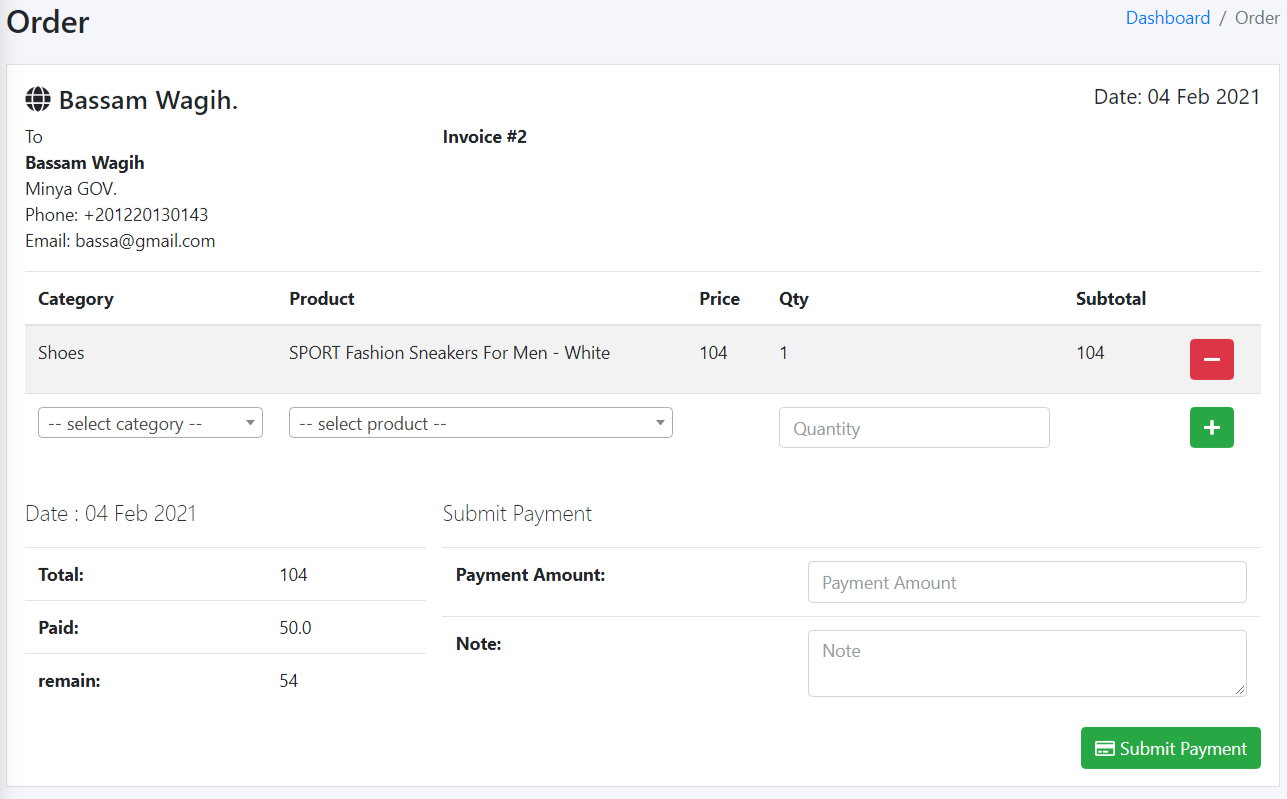 Order
Dashboard / Order
Bassam Wagih.
Date: 04 Feb 2021
To
Invoice #2
Bassam Wagih
Minya GOV.
Phone: +201220130143
Email: bassa@gmail.com
Category Product Price Qty Subtotal
Shoes SPORT Fashion Sneakers For Men - White 104 1 104
-- select category -- -- select product -- Quantity
Date : 04 Feb 2021
Submit Payment
Total: 104
Payment Amount: Payment Amount
Paid: 50.0
Note: Note
remain: 54
Submit Payment